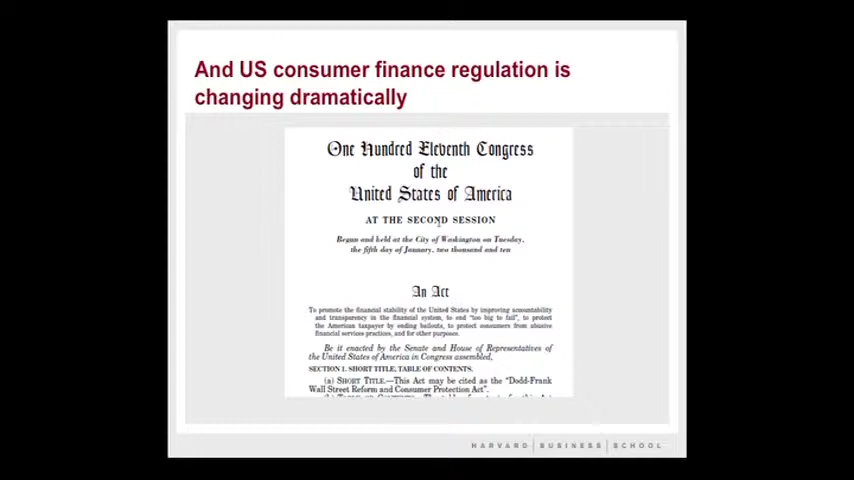 And US consumer finance regulation is
changing dramatically
One Hundred Eleventh Congress
of the
United States of America
AT THE SECOND SESSION
Begun and held at the City of Washington on Tuesday,
the fifth day of January, two thousand and ten
An Act
To promote the financial stability of the United States by improving accountability
and transparency in the financial system, to end “too big to fail”, to protect
the American taxpayer by ending bailouts, to protect consumers from abusive
financial services practices, and for other purposes.
Be it enacted by the Senate and House of Representatives of
the United States of America in Congress assembled,
SECTION 1. SHORT TITLE, TABLE OF CONTENTS.
(a) SHORT TITLE.—This Act may be cited as the “Dodd-Frank
Wall Street Reform and Consumer Protection Act”.
HARVARD | BUSINESS | SCHOOL